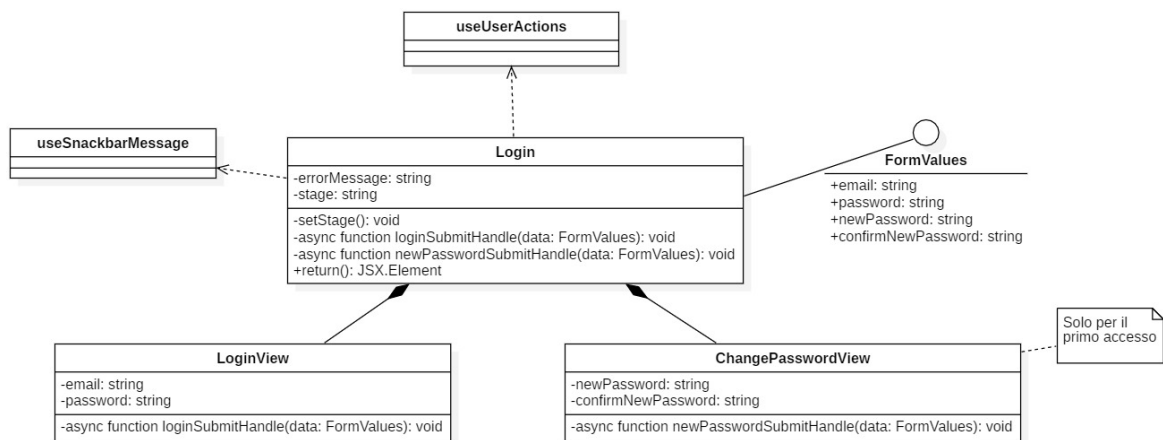 useUserActions
useSnackbarMessage
Login
-errorMessage: string
-stage: string
-setStage(): void
-async function loginSubmitHandle(data: FormValues): void
-async function newPasswordSubmitHandle(data: FormValues): void
+return(): JSX.Element
FormValues
+email: string
+password: string
+newPassword: string
+confirmNewPassword: string
LoginView
-email: string
-password: string
-async function loginSubmitHandle(data: FormValues): void
ChangePasswordView
-newPassword: string
-confirmNewPassword: string
-async function newPasswordSubmitHandle(data: FormValues): void
Solo per il
primo accesso